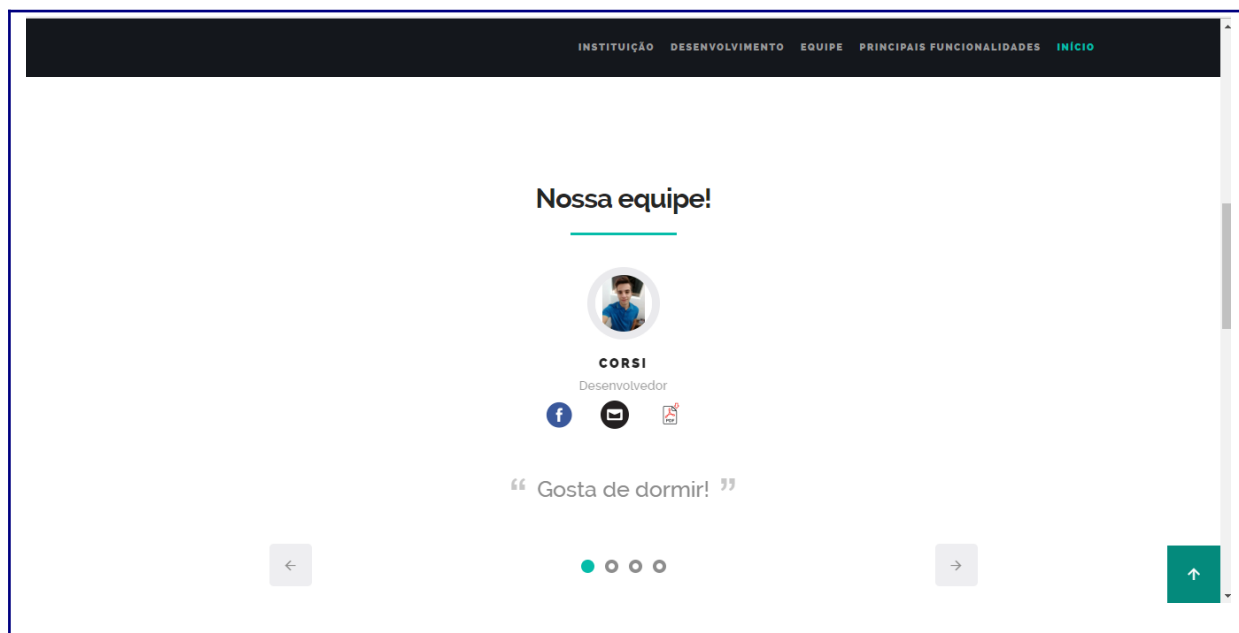 INSTITUIÇÃO DESENVOLVIMENTO EQUIPE PRINCIPAIS FUNCIONALIDADES INÍCIO
Nossa equipe!
CORSI
Desenvolvedor
f
PDF
“ Gosta de dormir! ”